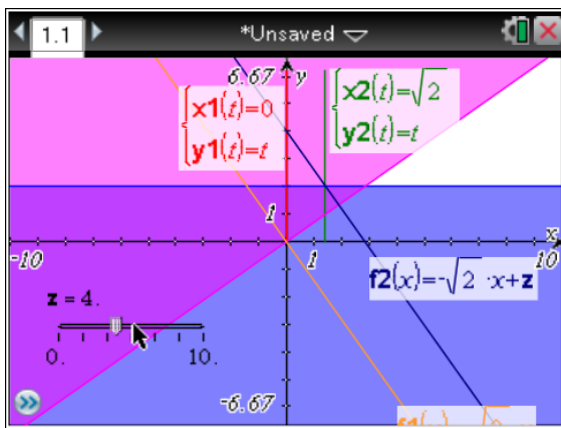 1.1 *Unsaved
6.67 y
x1(t)=0
y1(t)=t
x2(t)=√2
y2(t)=t
1
x
-10 1 10
f2(x)=-√2 ·x+z
z = 4.
0. 10.
-6.67